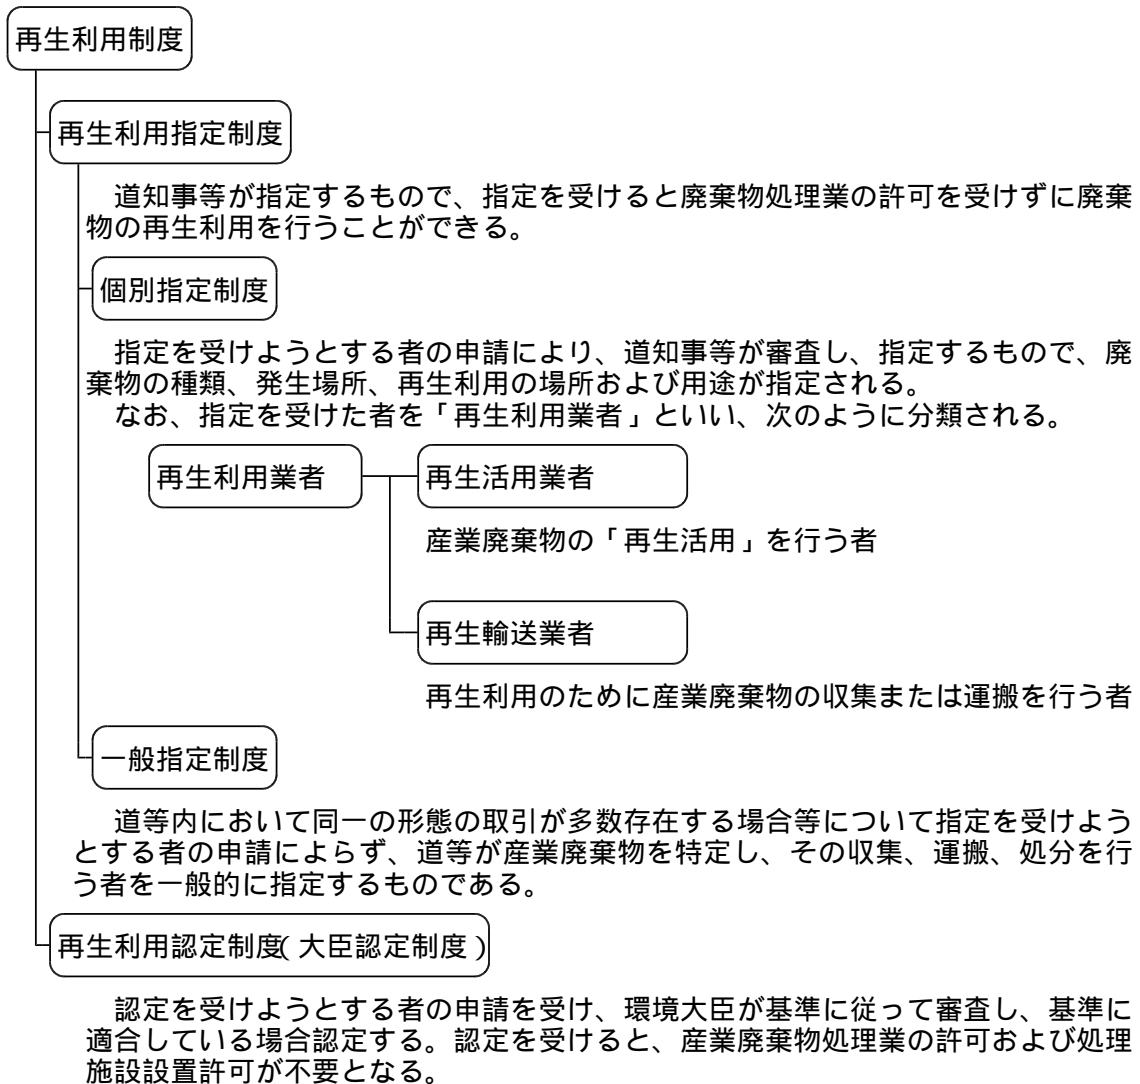 再生利用制度
再生利用指定制度
道知事等が指定するもので、指定を受けると廃棄物処理業の許可を受けずに廃棄
物の再生利用を行うことができる。
個別指定制度
指定を受けようとする者の申請により、道知事等が審査し、指定するもので、廃
棄物の種類、発生場所、再生利用の場所および用途が指定される。
なお、指定を受けた者を「再生利用業者」といい、次のように分類される。
再生利用業者
再生活用業者
産業廃棄物の「再生活用」を行う者
再生輸送業者
再生利用のために産業廃棄物の収集または運搬を行う者
一般指定制度
道等内において同一の形態の取引が多数存在する場合等について指定を受けよう
とする者の申請によらず、道等が産業廃棄物を特定し、その収集、運搬、処分を行
う者を一般的に指定するものである。
再生利用認定制度(大臣認定制度)
認定を受けようとする者の申請を受け、環境大臣が基準に従って審査し、基準に
適合している場合認定する。認定を受けると、産業廃棄物処理業の許可および処理
施設設置許可が不要となる。